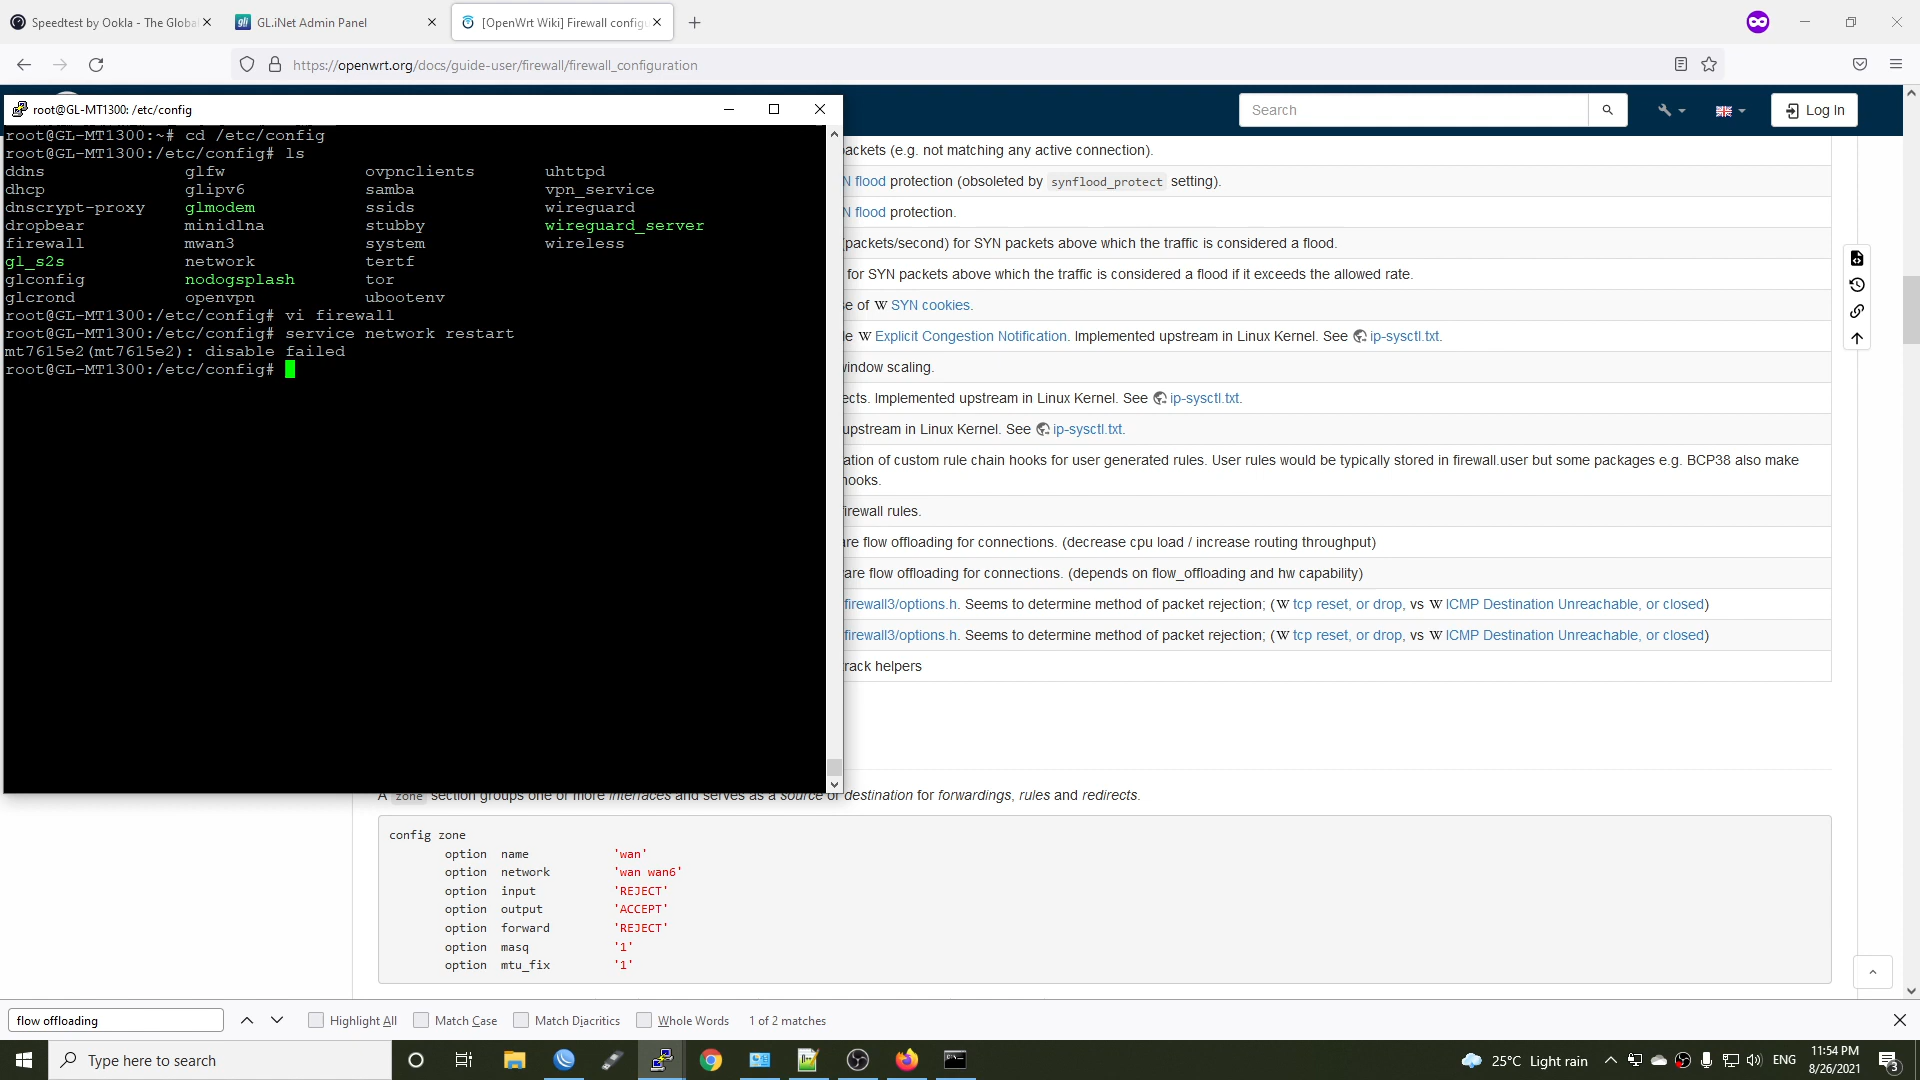 Speedtest by Ookla - The Global
GL.iNet Admin Panel
[OpenWrt Wiki] Firewall config
https://openwrt.org/docs/guide-user/firewall/firewall_configuration
root@GL-MT1300: /etc/config
Search
Log In
root@GL-MT1300:~# cd /etc/config
root@GL-MT1300:/etc/config# ls
ddns glfw ovpnclients uhttpd
dhcp glipv6 samba vpn_service
dnscrypt-proxy glmodem ssids wireguard
dropbear minidlna stubby wireguard_server
firewall mwan3 system wireless
gl_s2s network tertf
glconfig nodogsplash tor
glcrond openvpn ubootenv
root@GL-MT1300:/etc/config# vi firewall
root@GL-MT1300:/etc/config# service network restart
mt7615e2(mt7615e2): disable failed
root@GL-MT1300:/etc/config#
ackets (e.g. not matching any active connection).
N flood protection (obsoleted by synflood_protect setting).
N flood protection.
(packets/second) for SYN packets above which the traffic is considered a flood.
for SYN packets above which the traffic is considered a flood if it exceeds the allowed rate.
se of W SYN cookies.
le W Explicit Congestion Notification. Implemented upstream in Linux Kernel. See ip-sysctl.txt.
window scaling.
ects. Implemented upstream in Linux Kernel. See ip-sysctl.txt.
upstream in Linux Kernel. See ip-sysctl.txt.
ation of custom rule chain hooks for user generated rules. User rules would be typically stored in firewall.user but some packages e.g. BCP38 also make
hooks.
firewall rules.
are flow offloading for connections. (decrease cpu load / increase routing throughput)
are flow offloading for connections. (depends on flow_offloading and hw capability)
firewall3/options.h. Seems to determine method of packet rejection; (W tcp reset, or drop, vs W ICMP Destination Unreachable, or closed)
firewall3/options.h. Seems to determine method of packet rejection; (W tcp reset, or drop, vs W ICMP Destination Unreachable, or closed)
rack helpers
A zone section groups one or more interfaces and serves as a source or destination for forwardings, rules and redirects.
config zone
option name 'wan'
option network 'wan wan6'
option input 'REJECT'
option output 'ACCEPT'
option forward 'REJECT'
option masq '1'
option mtu_fix '1'
flow offloading
Highlight All
Match Case
Match Diacritics
Whole Words
1 of 2 matches
Type here to search
25°C Light rain
ENG
11:54 PM
8/26/2021
3